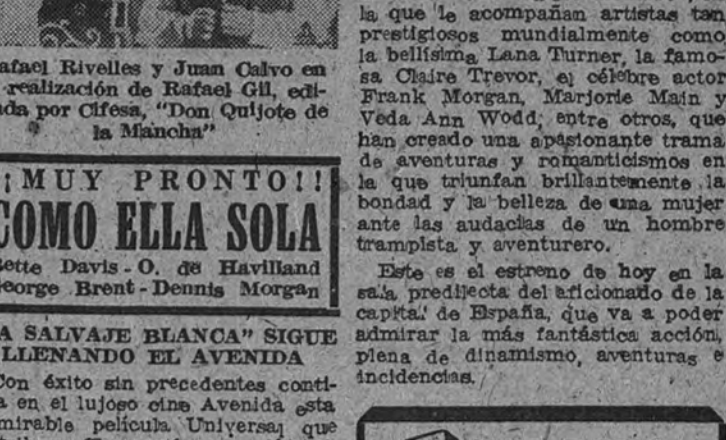 afael Rivelles y Juan Calvo en
realización de Rafael Gil, edi-
da por Cifesa, "Don Quijote de
la Mancha"
¡MUY PRONTO!!
COMO ELLA SOLA
ette Davis - O. de Havilland
eorge Brent - Dennis Morgan
A SALVAJE BLANCA" SIGUE
LLENANDO EL AVENIDA
Con éxito sin precedentes conti-
a en el lujoso cine Avenida esta
mirable película Universal que
la que le acompañan artistas tan
prestigiosos mundialmente como
la bellísima Lana Turner, la famo-
sa Claire Trevor, el célebre actor
Frank Morgan, Marjorie Main y
Veda Ann Wodd, entre otros, que
han creado una apasionante trama
de aventuras y romanticismos en
la que triunfan brillantemente la
bondad y la belleza de una mujer
ante las audacias de un hombre
trampista y aventurero.
Este es el estreno de hoy en la
sala predilecta del aficionado de la
capital de España, que va a poder
admirar la más fantástica acción,
plena de dinamismo, aventuras e
incidencias.